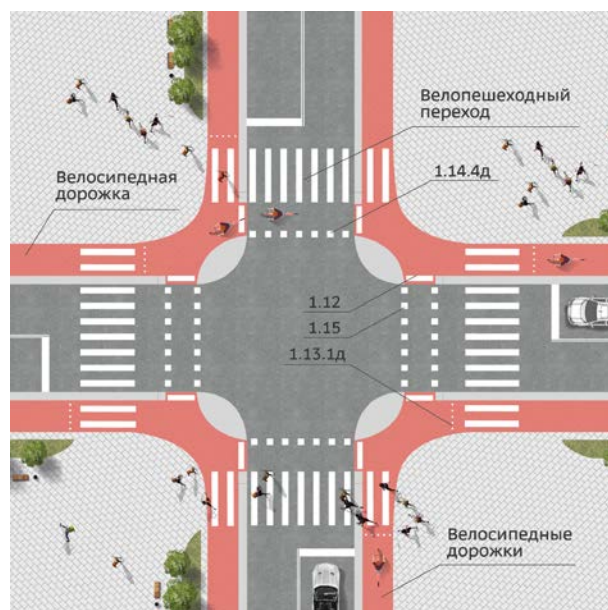 Велопешеходный
переход
1.14.4д
Велосипедная
дорожка
1.12
1.15
1.13.1д
Велосипедные
дорожки